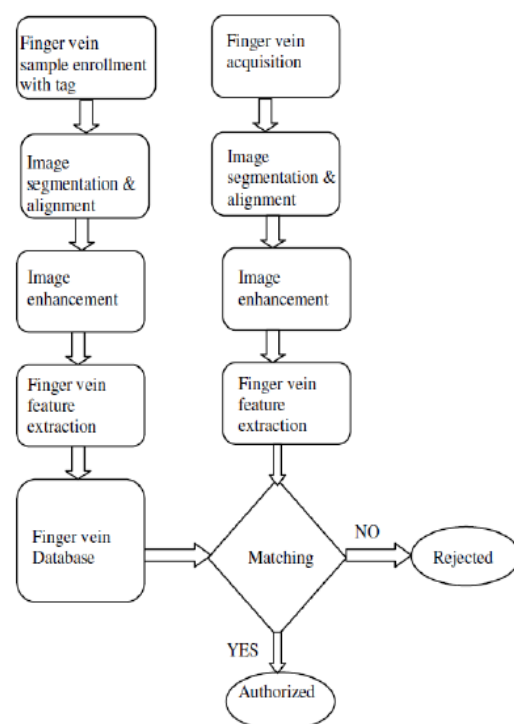 Finger vein
sample enrollment
with tag
Image
segmentation &
alignment
Image
enhancement
Finger vein
feature
extraction
Finger vein
Database
Finger vein
acquisition
Image
segmentation &
alignment
Image
enhancement
Finger vein
feature
extraction
Matching
NO
Rejected
YES
Authorized